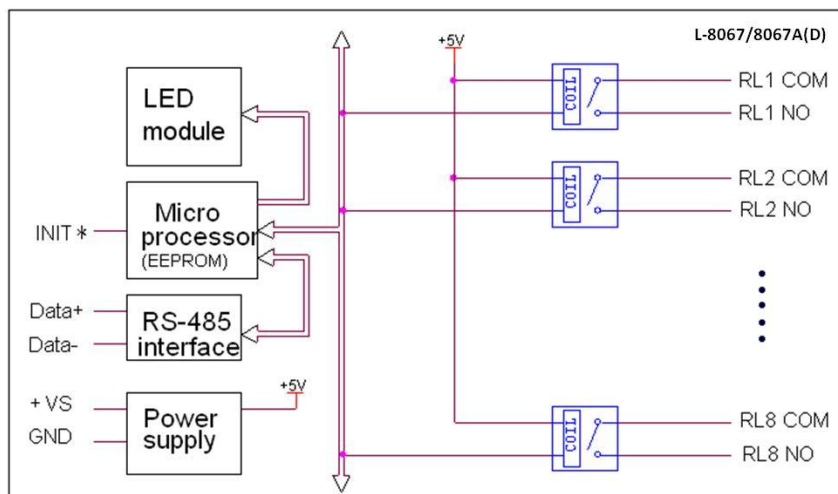 L-8067/8067A(D)
+5V
LED
module
Micro
processor
(EEPROM)
INIT *
Data+
Data-
RS-485
interface
+5V
+ VS
GND
Power
supply
COIL
RL1 COM
RL1 NO
COIL
RL2 COM
RL2 NO
COIL
RL8 COM
RL8 NO